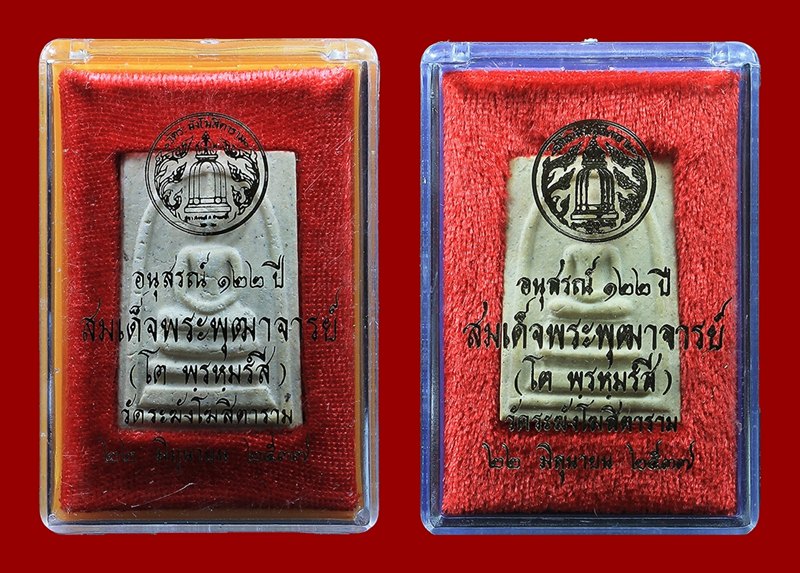 อนุสรณ์ ๑๒๒ ปี
สมเด็จพระพุฒาจารย์
(โต พฺรหฺมรํสี)
วัดระฆังโฆสิตาราม
๒๒ มิถุนายน ๒๕๓๗
อนุสรณ์ ๑๒๒ ปี
สมเด็จพระพุฒาจารย์
(โต พฺรหฺมรํสี)
วัดระฆังโฆสิตาราม
๒๒ มิถุนายน ๒๕๓๗